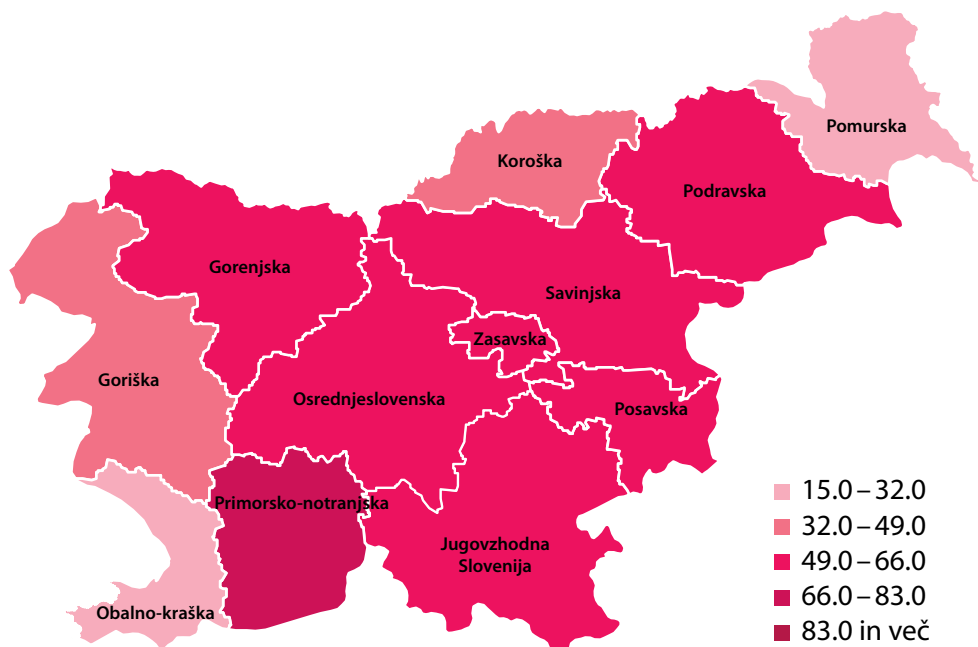 Pomurska
Koroška
Podravska
Gorenjska
Savinjska
Zasavska
Goriška
Osrednjeslovenska
Posavska
Primorsko-notranjska
Jugovzhodna
Slovenija
Obalno-kraška
15.0 – 32.0
32.0 – 49.0
49.0 – 66.0
66.0 – 83.0
83.0 in več